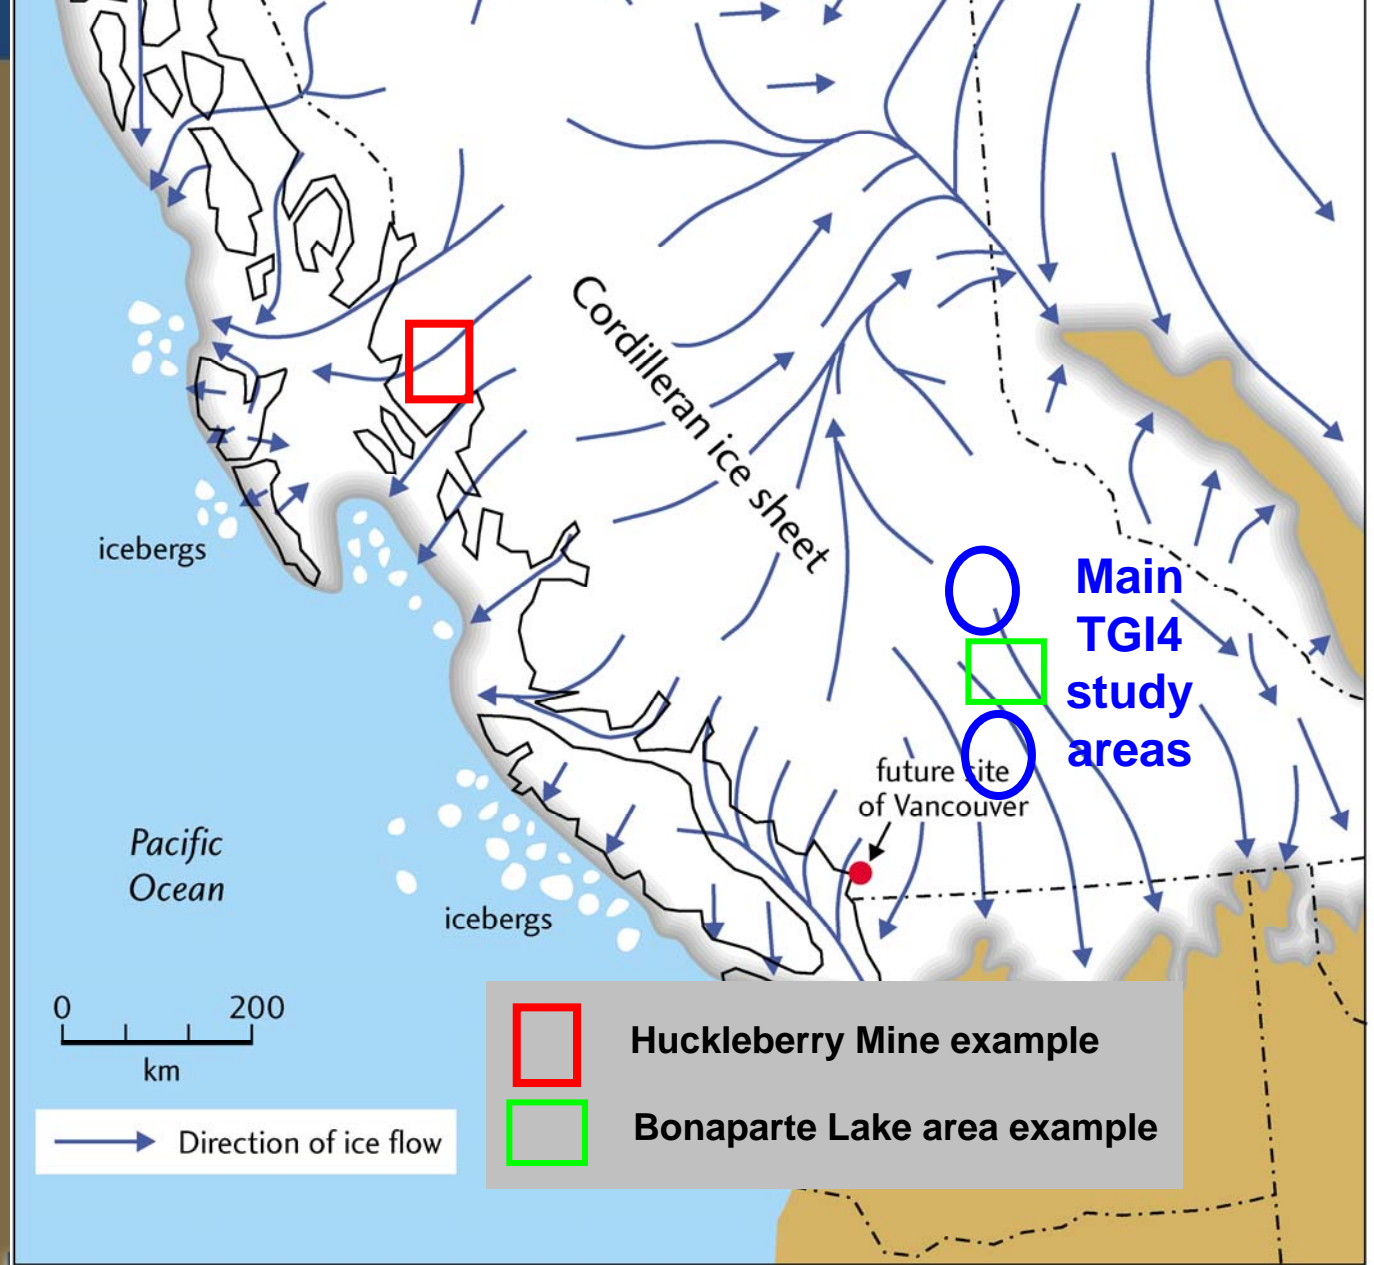 Cordilleran ice sheet
icebergs
Main
TGI4
study
areas
future site
of Vancouver
Pacific
Ocean
icebergs
0 200
km
Direction of ice flow
Huckleberry Mine example
Bonaparte Lake area example